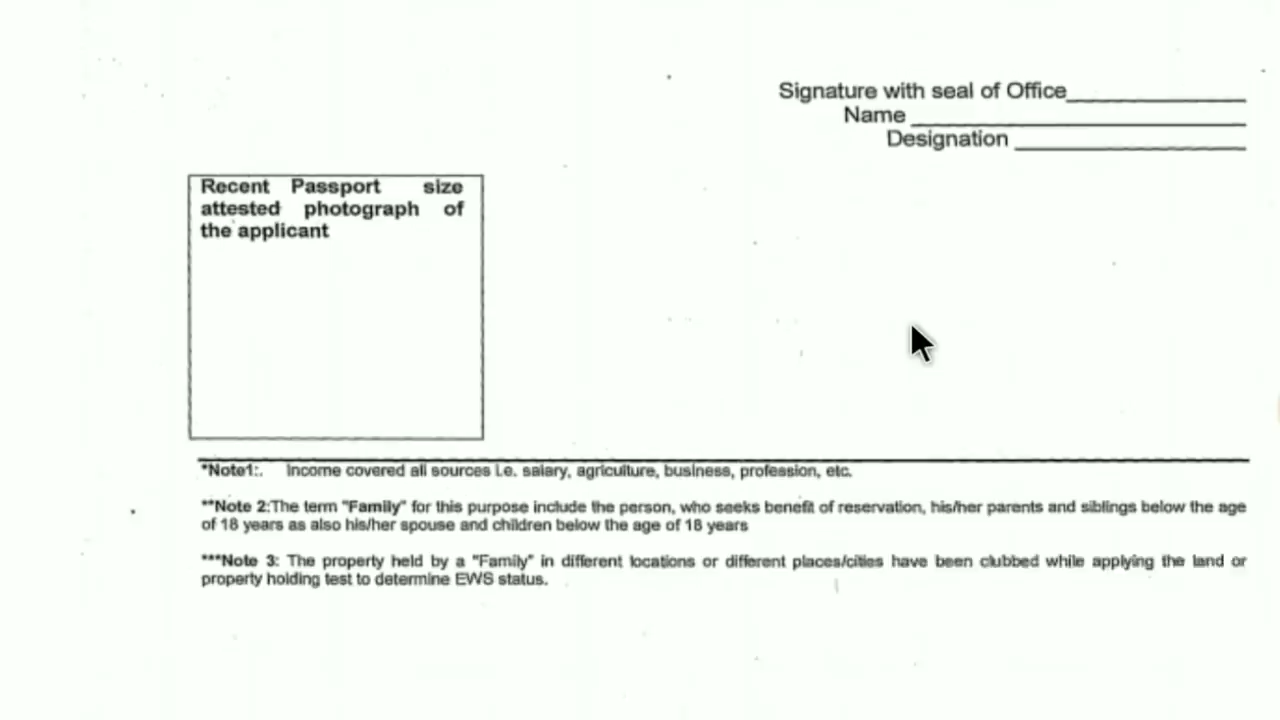 Signature with seal of Office
Name
Designation
Recent Passport size
attested photograph of
the applicant
*Note1:. Income covered all sources i.e. salary, agriculture, business, profession, etc.
**Note 2:The term "Family" for this purpose include the person, who seeks benefit of reservation, his/her parents and siblings below the age
of 18 years as also his/her spouse and children below the age of 18 years
***Note 3: The property held by a "Family" in different locations or different places/cities have been clubbed while applying the land or
property holding test to determine EWS status.